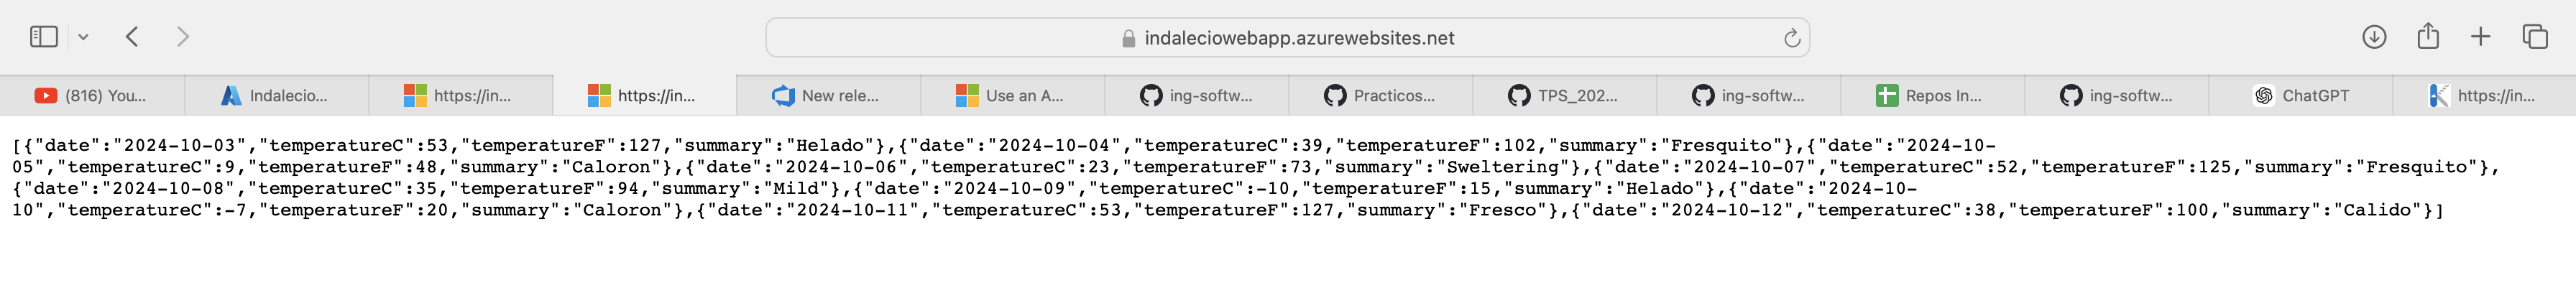 indaleciowebapp.azurewebsites.net
(816) You...
Indalecio...
https://in...
https://in...
New rele...
Use an A...
ing-softw...
Practicos...
TPS_202...
ing-softw...
Repos In...
ing-softw...
ChatGPT
https://in...
[{"date":"2024-10-03","temperatureC":53,"temperatureF":127,"summary":"Helado"},{"date":"2024-10-04","temperatureC":39,"temperatureF":102,"summary":"Fresquito"},{"date":"2024-10-
05","temperatureC":9,"temperatureF":48,"summary":"Caloron"},{"date":"2024-10-06","temperatureC":23,"temperatureF":73,"summary":"Sweltering"},{"date":"2024-10-07","temperatureC":52,"temperatureF":125,"summary":"Fresquito"},
{"date":"2024-10-08","temperatureC":35,"temperatureF":94,"summary":"Mild"},{"date":"2024-10-09","temperatureC":-10,"temperatureF":15,"summary":"Helado"},{"date":"2024-10-
10","temperatureC":-7,"temperatureF":20,"summary":"Caloron"},{"date":"2024-10-11","temperatureC":53,"temperatureF":127,"summary":"Fresco"},{"date":"2024-10-12","temperatureC":38,"temperatureF":100,"summary":"Calido"}]